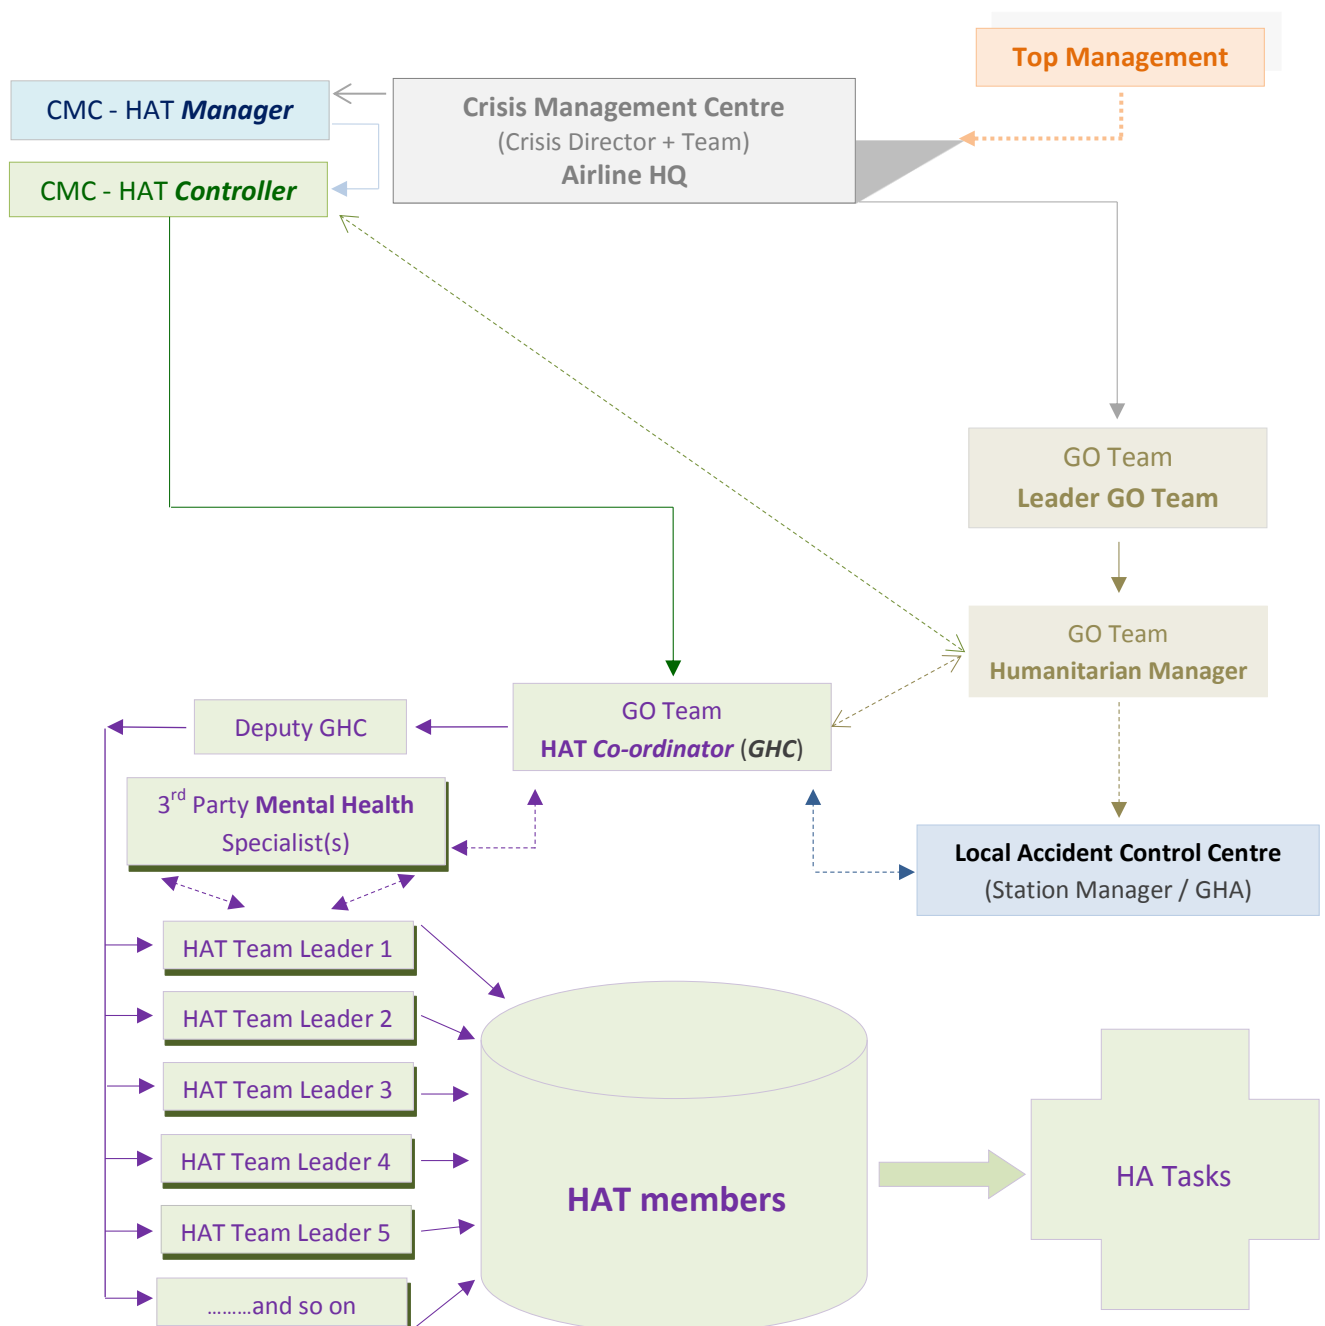 Top Management
CMC - HAT Manager
Crisis Management Centre
(Crisis Director + Team)
Airline HQ
CMC - HAT Controller
GO Team
Leader GO Team
GO Team
Humanitarian Manager
GO Team
HAT Co-ordinator (GHC)
Deputy GHC
3rd Party Mental Health
Specialist(s)
Local Accident Control Centre
(Station Manager / GHA)
HAT Team Leader 1
HAT Team Leader 2
HAT Team Leader 3
HAT Team Leader 4
HAT Team Leader 5
.........and so on
HAT members
HA Tasks